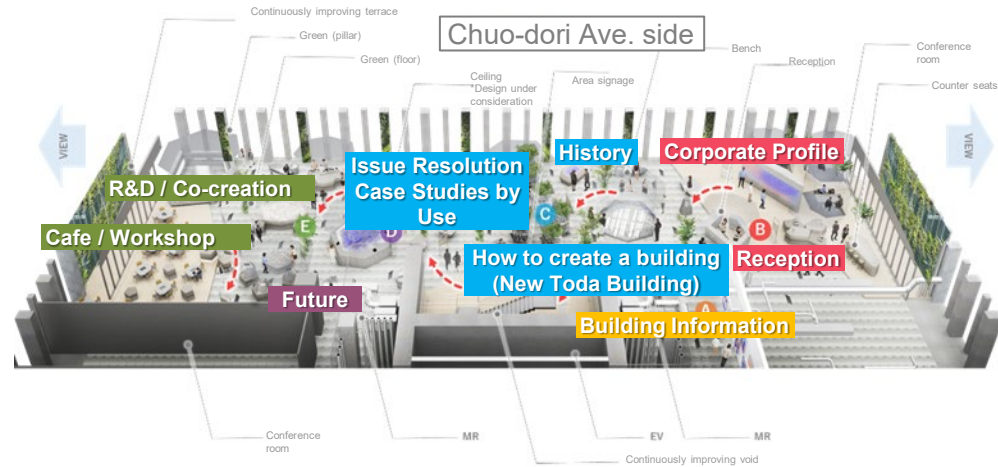 Continuously improving terrace
Chuo-dori Ave. side
Green (pillar)
Bench
Conference
room
Green (floor)
Reception
Ceiling
*Design under
consideration
Area signage
Counter seats
VIEW
VIEW
Issue Resolution
Case Studies by
Use
History
Corporate Profile
R&D / Co-creation
E
D
C
B
Cafe / Workshop
How to create a building
(New Toda Building)
Reception
Future
A
Building Information
Conference
room
MR
EV
MR
Continuously improving void